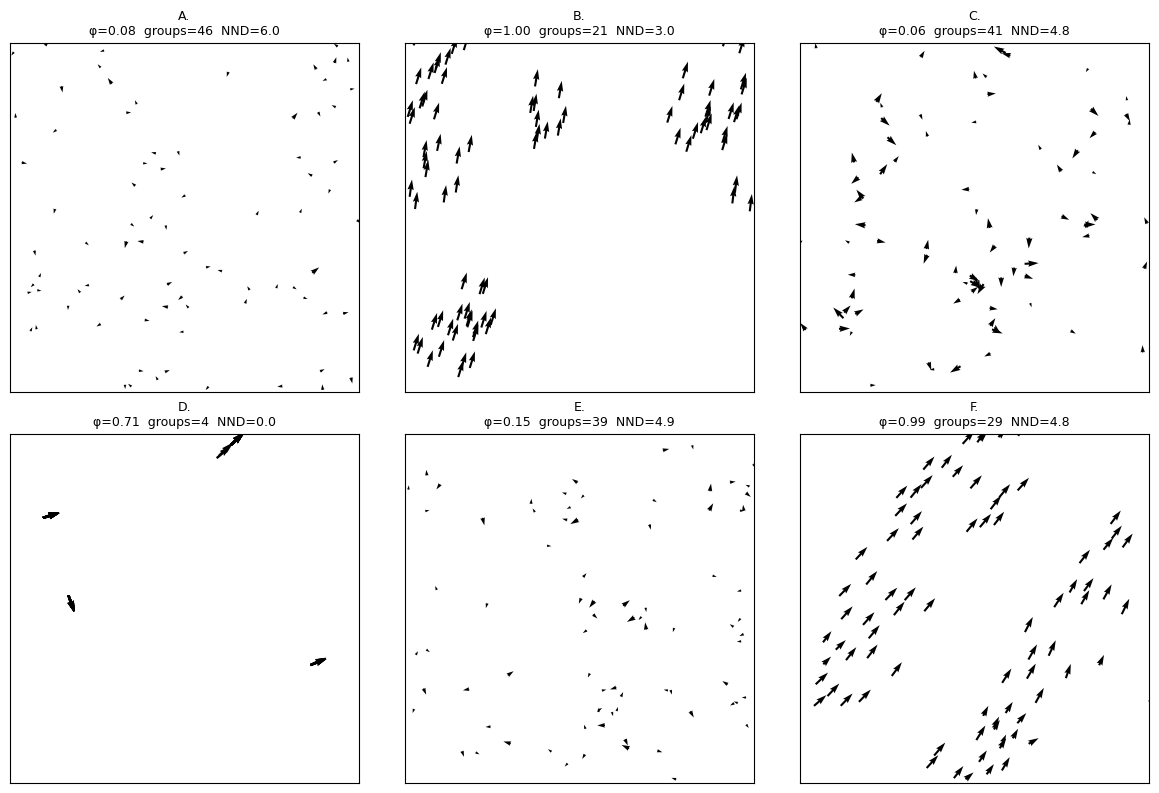 A.
φ=0.08 groups=46 NND=6.0
B.
φ=1.00 groups=21 NND=3.0
C.
φ=0.06 groups=41 NND=4.8
D.
φ=0.71 groups=4 NND=0.0
E.
φ=0.15 groups=39 NND=4.9
F.
φ=0.99 groups=29 NND=4.8